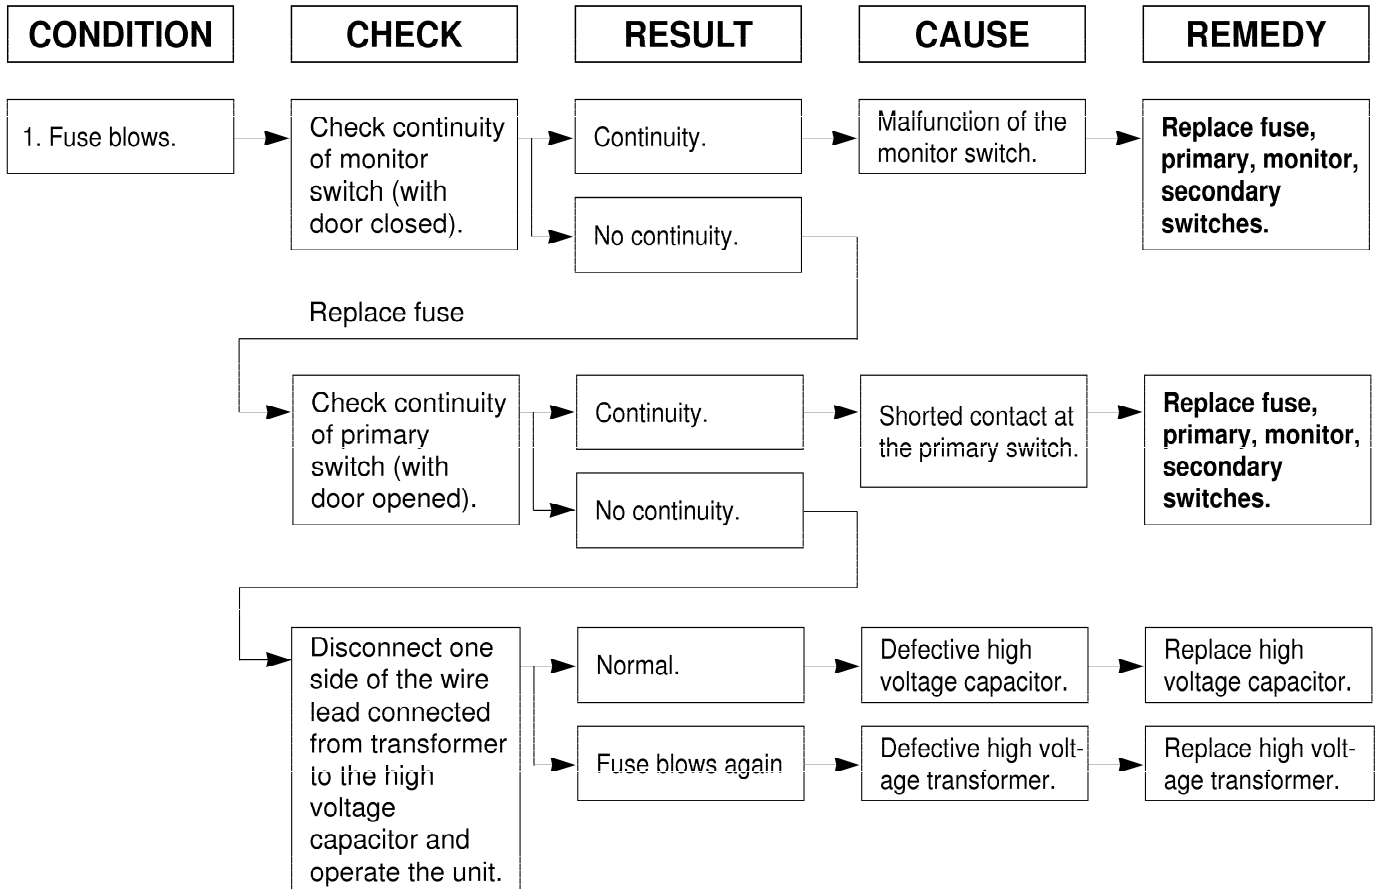 CONDITION
CHECK
RESULT
CAUSE
REMEDY
1. Fuse blows.
Check continuity
of monitor
switch (with
door closed).
Continuity.
Malfunction of the
monitor switch.
Replace fuse,
primary, monitor,
secondary
switches.
No continuity.
Replace fuse
Check continuity
of primary
switch (with
door opened).
Continuity.
Shorted contact at
the primary switch.
Replace fuse,
primary, monitor,
secondary
switches.
No continuity.
Disconnect one
side of the wire
lead connected
from transformer
to the high
voltage
capacitor and
operate the unit.
Normal.
Defective high
voltage capacitor.
Replace high
voltage capacitor.
Fuse blows again
Defective high volt-
age transformer.
Replace high volt-
age transformer.